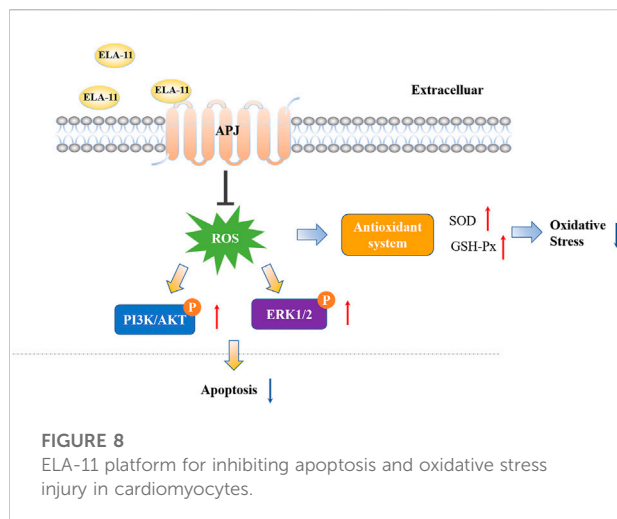 ELA-11
ELA-11
ELA-11
Extracelluar
APJ
ROS
Antioxidant
system
SOD
GSH-Px
Oxidative
Stress
P
PI3K/AKT
P
ERK1/2
Apoptosis
FIGURE 8
ELA-11 platform for inhibiting apoptosis and oxidative stress
injury in cardiomyocytes.